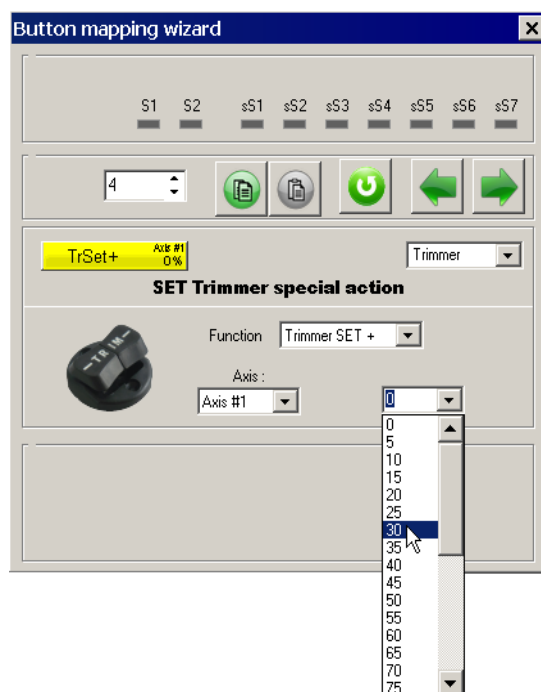 Button mapping wizard
S1 S2 sS1 sS2 sS3 sS4 sS5 sS6 sS7
4
TrSet+ Axis #1 0% Trimmer
SET Trimmer special action
TRIM
Function Trimmer SET +
Axis :
Axis #1 0
0
5
10
15
20
25
30
35
40
45
50
55
60
65
70
75